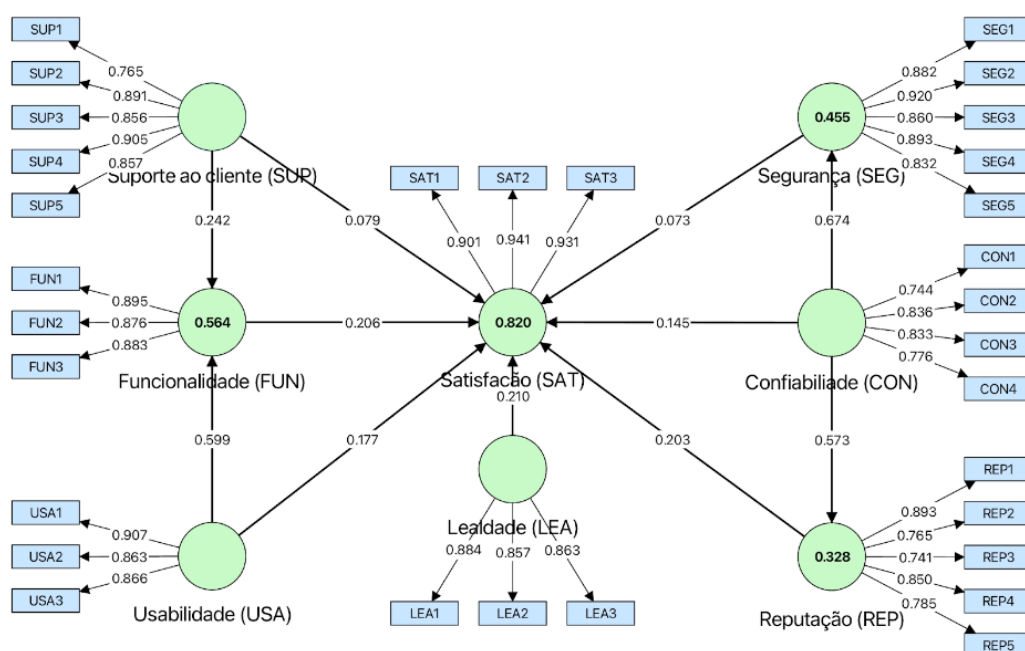 SUP1
SUP2
SUP3
SUP4
SUP5
0.765
0.891
0.856
0.905
0.857
Suporte ao cliente (SUP)
SEG1
SEG2
SEG3
SEG4
SEG5
0.882
0.920
0.860
0.893
0.832
0.455
Segurança (SEG)
SAT1
SAT2
SAT3
0.901
0.941
0.931
0.242
0.079
0.073
0.674
FUN1
FUN2
FUN3
0.895
0.876
0.883
0.564
Funcionalidade (FUN)
0.206
0.820
Satisfação (SAT)
0.145
Confiabiliade (CON)
CON1
CON2
CON3
CON4
0.744
0.836
0.833
0.776
0.599
0.177
0.210
0.203
0.573
Lealdade (LEA)
0.884
0.857
0.863
LEA1
LEA2
LEA3
USA1
USA2
USA3
0.907
0.863
0.866
Usabilidade (USA)
REP1
REP2
REP3
REP4
REP5
0.893
0.765
0.741
0.850
0.785
0.328
Reputação (REP)